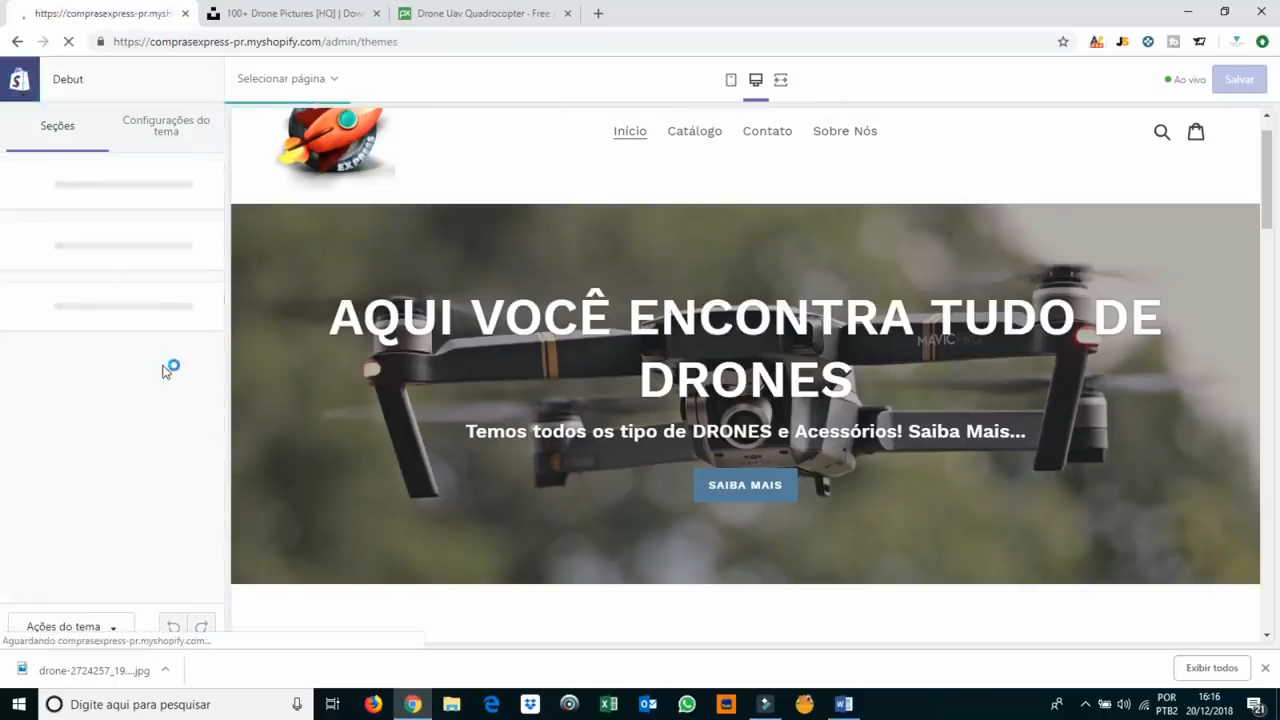 https://comprasexpress-pr.mysh
100+ Drone Pictures [HQ] | Dow
Drone Uav Quadrocopter - Free
https://comprasexpress-pr.myshopify.com/admin/themes
Debut
Selecionar página
Ao vivo
Salvar
Seções
Configurações do
tema
EXPRESS
Início
Catálogo
Contato
Sobre Nós
AQUI VOCÊ ENCONTRA TUDO DE
DRONES
MAVIC PRO
Temos todos os tipo de DRONES e Acessórios! Saiba Mais...
SAIBA MAIS
Ações do tema
Aguardando comprasexpress-pr.myshopify.com...
drone-2724257_19....jpg
Exibir todos
Digite aqui para pesquisar
POR
PTB2
16:16
20/12/2018
21